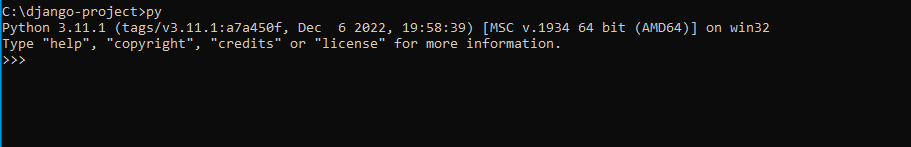 C:\django-project>py
Python 3.11.1 (tags/v3.11.1:a7a450f, Dec  6 2022, 19:58:39) [MSC v.1934 64 bit (AMD64)] on win32
Type "help", "copyright", "credits" or "license" for more information.
>>>